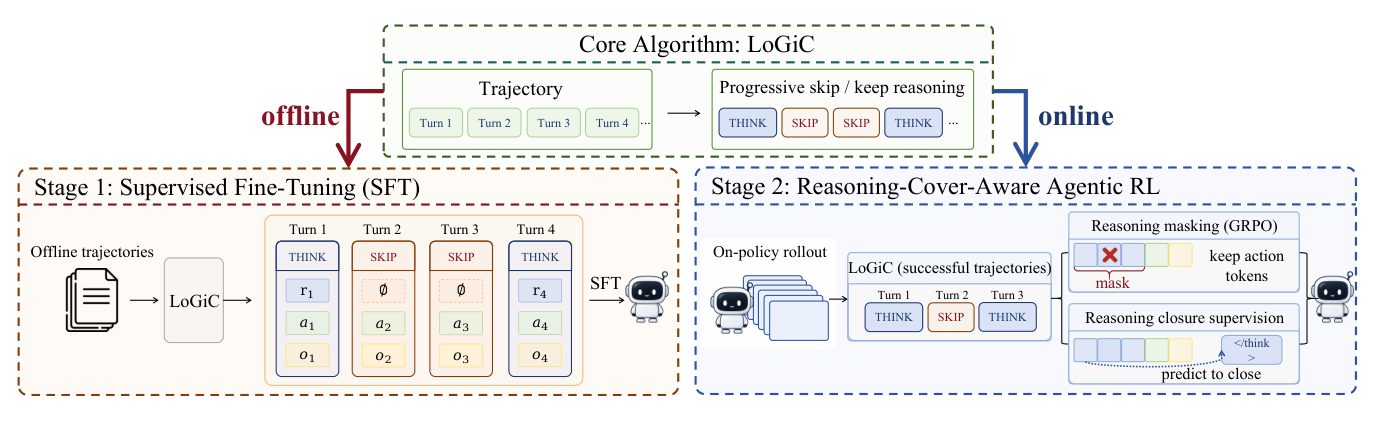 Core Algorithm: LoGiC
Trajectory
Turn 1 Turn 2 Turn 3 Turn 4 ...
Progressive skip / keep reasoning
THINK SKIP SKIP THINK ...
offline
online
Stage 1: Supervised Fine-Tuning (SFT)
Offline trajectories
LoGiC
Turn 1 Turn 2 Turn 3 Turn 4
THINK SKIP SKIP THINK
r₁ ∅ ∅ r₄
a₁ a₂ a₃ a₄
o₁ o₂ o₃ o₄
SFT
Stage 2: Reasoning-Cover-Aware Agentic RL
On-policy rollout
LoGiC (successful trajectories)
Turn 1 Turn 2 Turn 3
THINK SKIP THINK
Reasoning masking (GRPO)
mask
keep action
tokens
Reasoning closure supervision
</think
>
predict to close